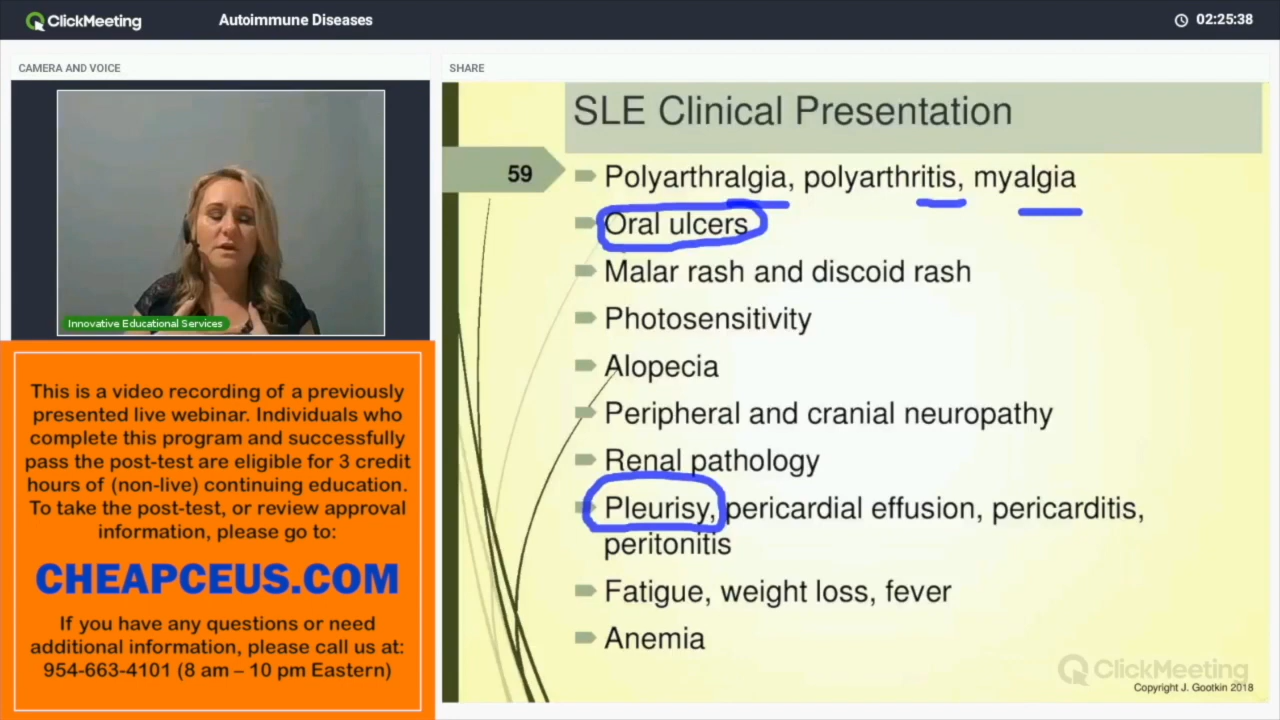 ClickMeeting
Autoimmune Diseases
02:25:38
CAMERA AND VOICE
Innovative Educational Services
This is a video recording of a previously
presented live webinar. Individuals who
complete this program and successfully
pass the post-test are eligible for 3 credit
hours of (non-live) continuing education.
To take the post-test, or review approval
information, please go to:
CHEAPCEUS.COM
If you have any questions or need
additional information, please call us at:
954-663-4101 (8 am – 10 pm Eastern)
SHARE
SLE Clinical Presentation
59
Polyarthralgia, polyarthritis, myalgia
Oral ulcers
Malar rash and discoid rash
Photosensitivity
Alopecia
Peripheral and cranial neuropathy
Renal pathology
Pleurisy, pericardial effusion, pericarditis,
peritonitis
Fatigue, weight loss, fever
Anemia
ClickMeeting
Copyright J. Gootkin 2018